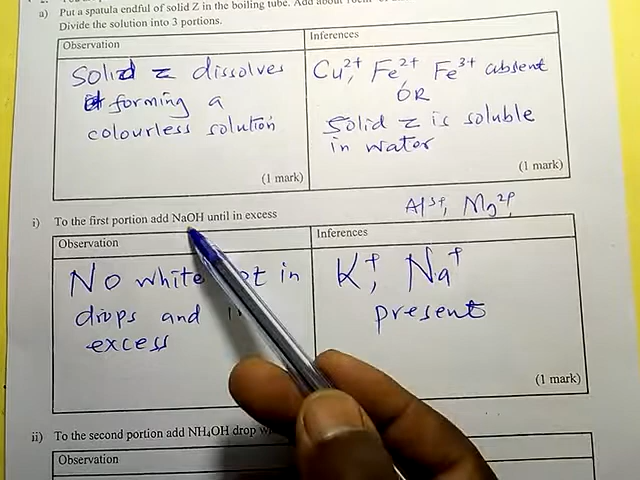 a) Put a spatula endful of solid Z in the boiling tube. Add about
Divide the solution into 3 portions.
Observation
Inferences
Solid Z dissolves
forming a
colourless solution
(1 mark)
Cu²⁺, Fe²⁺ Fe³⁺ absent
OR
Solid Z is soluble
in water
(1 mark)
Al³⁺, Mg²⁺,
i) To the first portion add NaOH until in excess
Observation
Inferences
No white in
drops and
excess
K⁺, Na⁺
present
(1 mark)
ii) To the second portion add NH₄OH drop
Observation